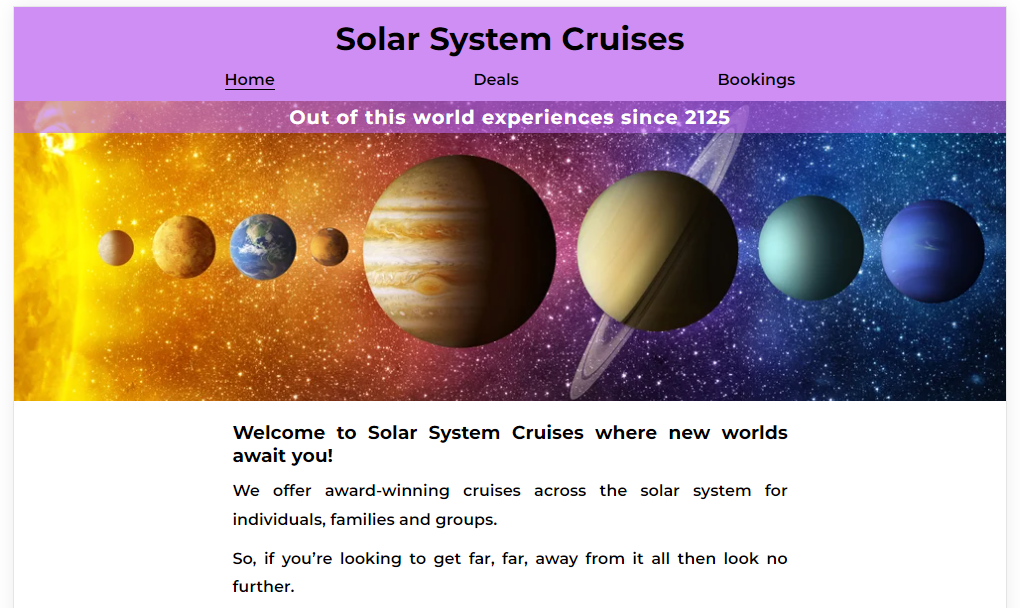 Solar System Cruises
Home Deals Bookings
Out of this world experiences since 2125
Welcome to Solar System Cruises where new worlds
await you!
We offer award-winning cruises across the solar system for
individuals, families and groups.
So, if you’re looking to get far, far, away from it all then look no
further.